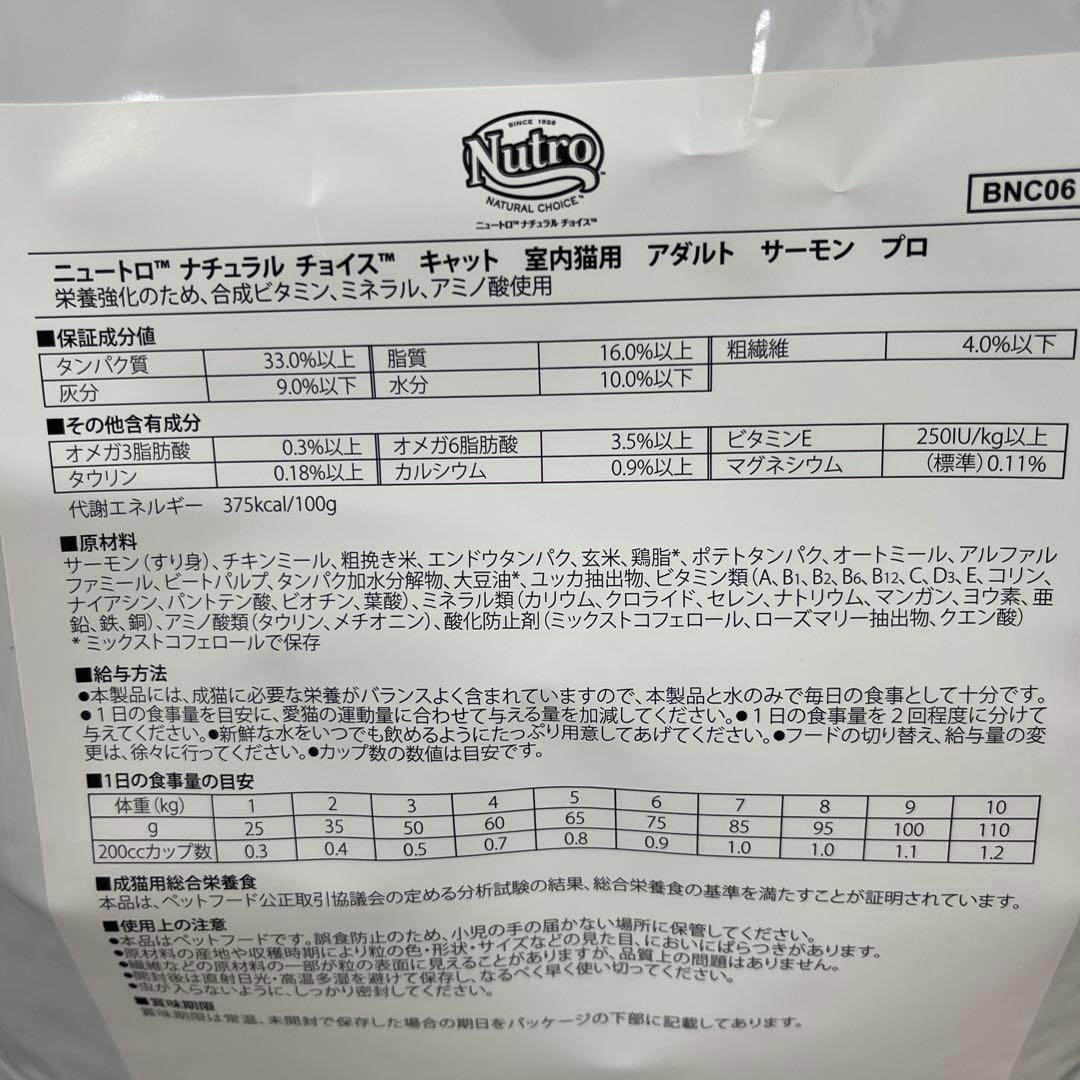 SINCE 1926
Nutro™
NATURAL CHOICE™
ニュートロ™ ナチュラル チョイス™
BNC06
ニュートロ™ ナチュラル チョイス™ キャット 室内猫用 アダルト サーモン プロ
栄養強化のため、合成ビタミン、ミネラル、アミノ酸使用
■保証成分値
タンパク質 33.0%以上 脂質 16.0%以上 粗繊維 4.0%以下
灰分 9.0%以下 水分 10.0%以下
■その他含有成分
オメガ3脂肪酸 0.3%以上 オメガ6脂肪酸 3.5%以上 ビタミンE 250IU/kg以上
タウリン 0.18%以上 カルシウム 0.9%以上 マグネシウム (標準)0.11%
代謝エネルギー 375kcal/100g
■原材料
サーモン(すり身)、チキンミール、粗挽き米、エンドウタンパク、玄米、鶏脂*、ポテトタンパク、オートミール、アルファル
ファミール、ビートパルプ、タンパク加水分解物、大豆油*、ユッカ抽出物、ビタミン類(A、B1、B2、B6、B12、C、D3、E、コリン、
ナイアシン、パントテン酸、ビオチン、葉酸)、ミネラル類(カリウム、クロライド、セレン、ナトリウム、マンガン、ヨウ素、亜
鉛、鉄、銅)、アミノ酸類(タウリン、メチオニン)、酸化防止剤(ミックストコフェロール、ローズマリー抽出物、クエン酸)
* ミックストコフェロールで保存
■給与方法
●本製品には、成猫に必要な栄養がバランスよく含まれていますので、本製品と水のみで毎日の食事として十分です。
●1日の食事量を目安に、愛猫の運動量に合わせて与える量を加減してください。●1日の食事量を2回程度に分けて
与えてください。●新鮮な水をいつでも飲めるようにたっぷり用意してあげてください。●フードの切り替え、給与量の変
更は、徐々に行ってください。●カップ数の数値は目安です。
■1日の食事量の目安
体重(kg) 1 2 3 4 5 6 7 8 9 10
g 25 35 50 60 65 75 85 95 100 110
200ccカップ数 0.3 0.4 0.5 0.7 0.8 0.9 1.0 1.0 1.1 1.2
■成猫用総合栄養食
本品は、ペットフード公正取引協議会の定める分析試験の結果、総合栄養食の基準を満たすことが証明されています。
■使用上の注意
●本品はペットフードです。誤食防止のため、小児の手の届かない場所に保管してください。
●原材料の産地や収穫時期により粒の色・形状・サイズなどの見た目、においにばらつきがあります。
●繊維などの原材料の一部が粒の表面に見えることがありますが、品質上の問題はありません。
●開封後は直射日光・高温多湿を避けて保存し、なるべく早く使い切ってください。
●虫が入らないように、しっかり密封してください。
■賞味期限
賞味期限は常温、未開封で保存した場合の期日をパッケージの下部に記載してあります。